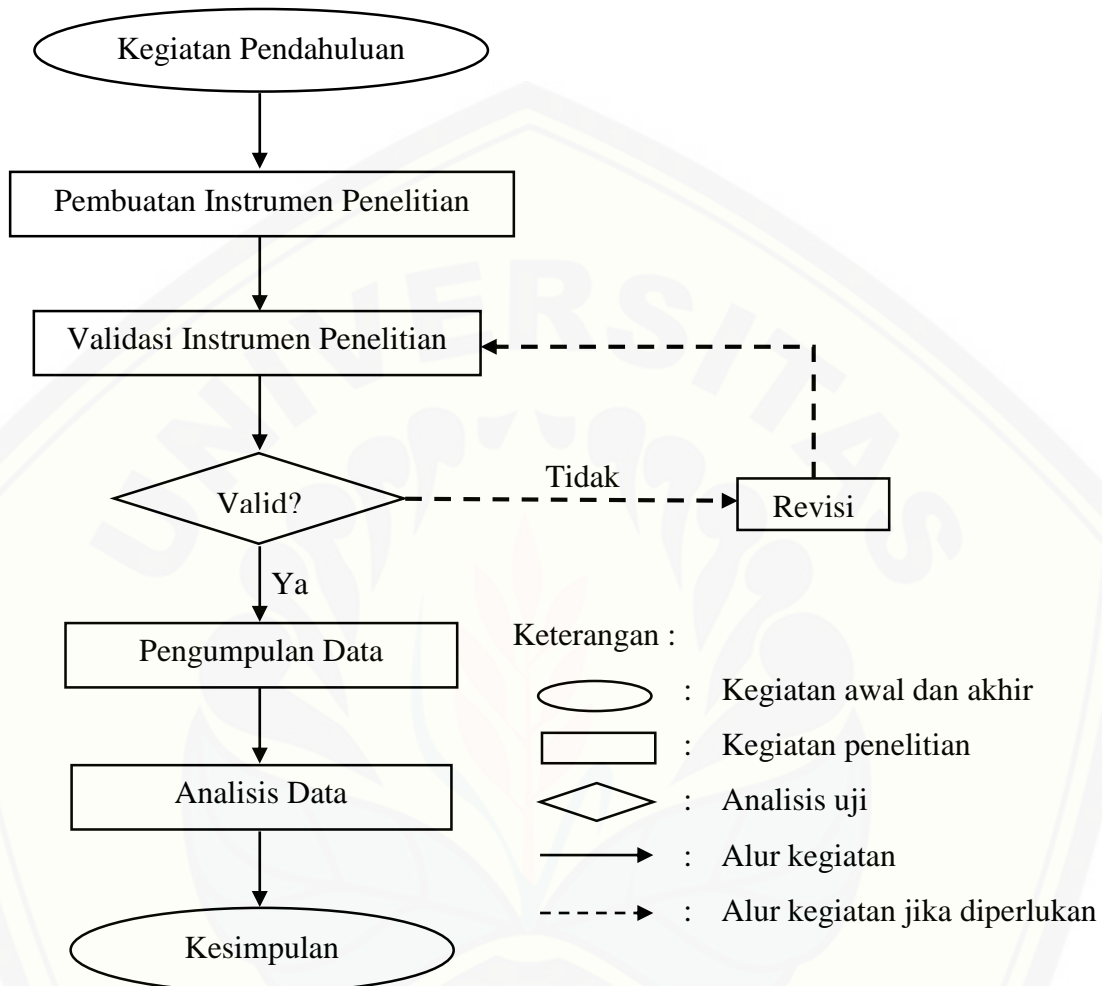 Kegiatan Pendahuluan
Pembuatan Instrumen Penelitian
Validasi Instrumen Penelitian
Valid?
Tidak
Revisi
Ya
Pengumpulan Data
Analisis Data
Kesimpulan
Keterangan :
: Kegiatan awal dan akhir
: Kegiatan penelitian
: Analisis uji
: Alur kegiatan
: Alur kegiatan jika diperlukan
UNIVERSITAS